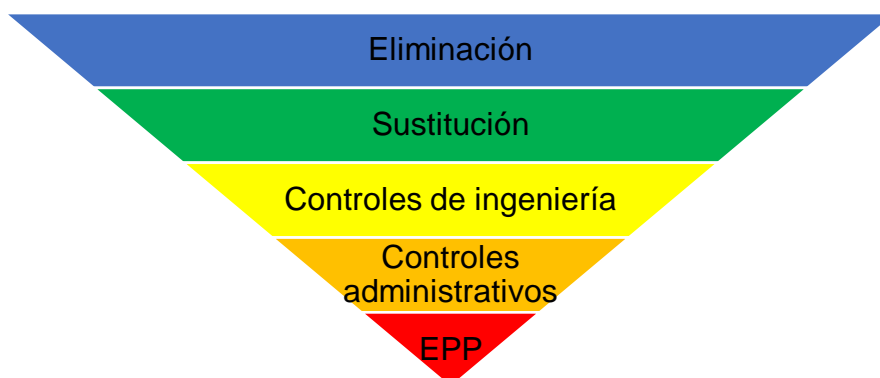 Eliminación
Sustitución
Controles de ingeniería
Controles
administrativos
EPP